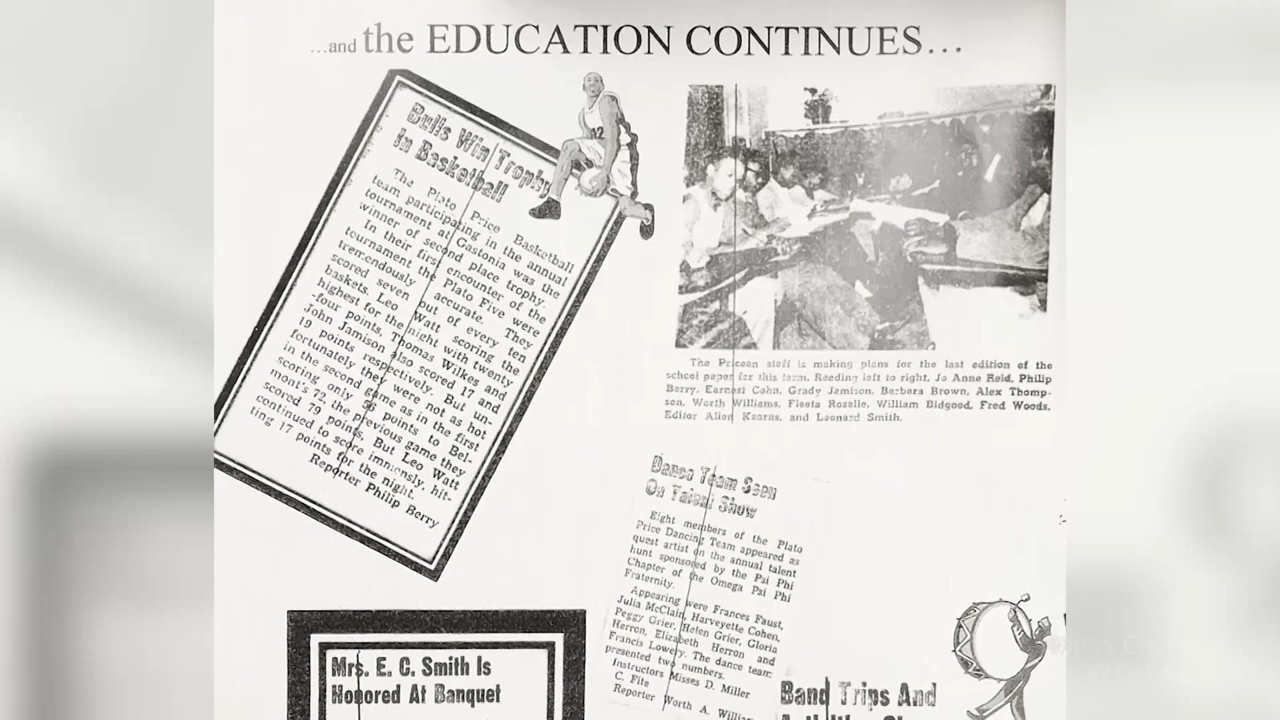 ...and the EDUCATION CONTINUES...
Bulls Win Trophy
In Basketball
The Plato Price Basketball
team participating in the annual
tournament at Gastonia was the
winner of second place trophy.
In their first encounter of the
tournament the Plato Five were
tremendously accurate. They
scored seven out of every ten
baskets. Leo Watt scoring the
highest for the night with twenty
-four points, Thomas Wilkes and
John Jamison also scored 17 and
19 points respectively. But un-
fortunately, they were not as hot
in the second game as in the first
scoring only points to Bel-
mont's 72, the previous game they
scored 79 points. But Leo Watt
continued to score immensly, hit-
ting 17 points for the night.
Reporter Philip Berry
42
The Pricean staff is making plans for the last edition of the
school paper for this term. Reeding left to right, Jo Anne Reid, Philip
Berry, Earnest Cohn, Grady Jamison, Barbara Brown, Alex Thomp-
son, Worth Williams, Fleeta Rozelle, William Bidgood, Fred Woods,
Editor Allen Kearns, and Leonard Smith.
Dance Team Seen
On Talent Show
Eight members of the Plato
Price Dancing Team appeared as
quest artist on the annual talent
hunt sponsored by the Psi Phi
Chapter of the Omega Psi Phi
Fraternity.
Appearing were Frances Faust,
Julia McClain, Harveyette Cohen,
Peggy Grier, Helen Grier, Gloria
Herron, Elizabeth Herron and
Francis Lowery. The dance team
presented two numbers.
Instructors Misses D. Miller
C. Fite
Reporter Worth A.
Mrs. E. C. Smith Is
Honored At Banquet
Band Trips And